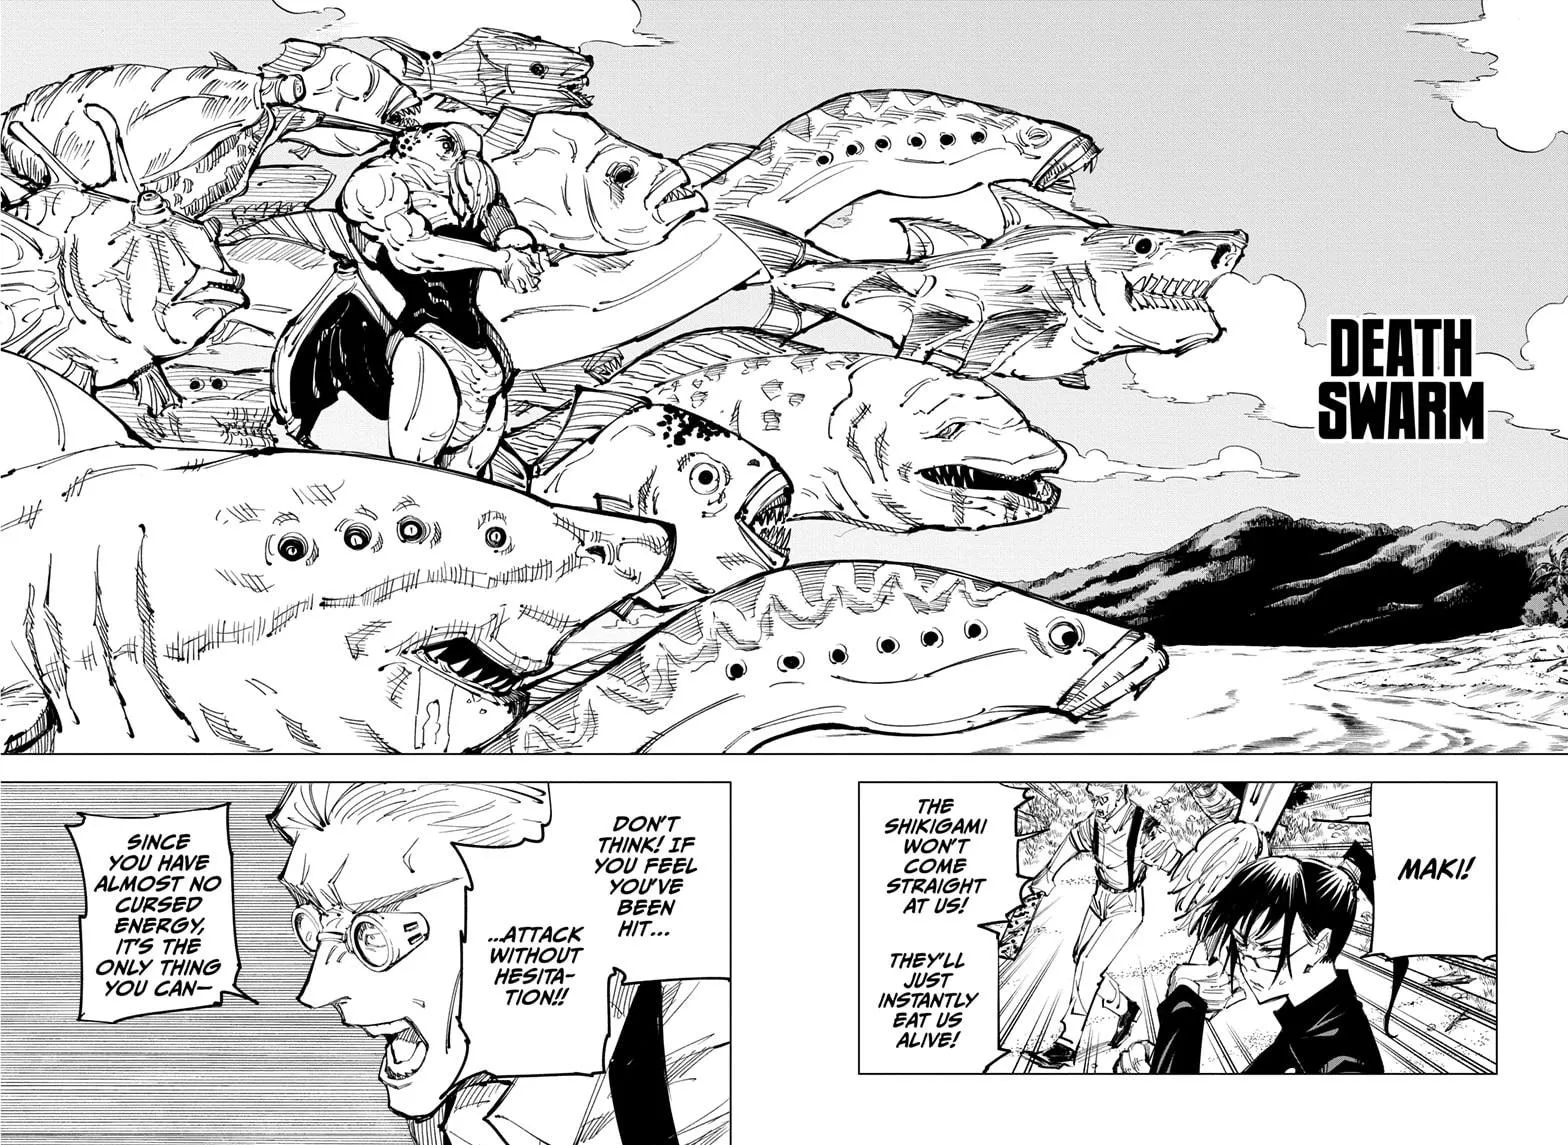 DEATH
SWARM
MAKI!
THE
SHIKIGAMI
WON'T
COME
STRAIGHT
AT US!
THEY'LL
JUST
INSTANTLY
EAT US
ALIVE!
DON'T
THINK! IF
YOU FEEL
YOU'VE
BEEN
HIT...
...ATTACK
WITHOUT
HESITA-
TION!!
SINCE
YOU HAVE
ALMOST NO
CURSED
ENERGY,
IT'S THE
ONLY THING
YOU CAN–